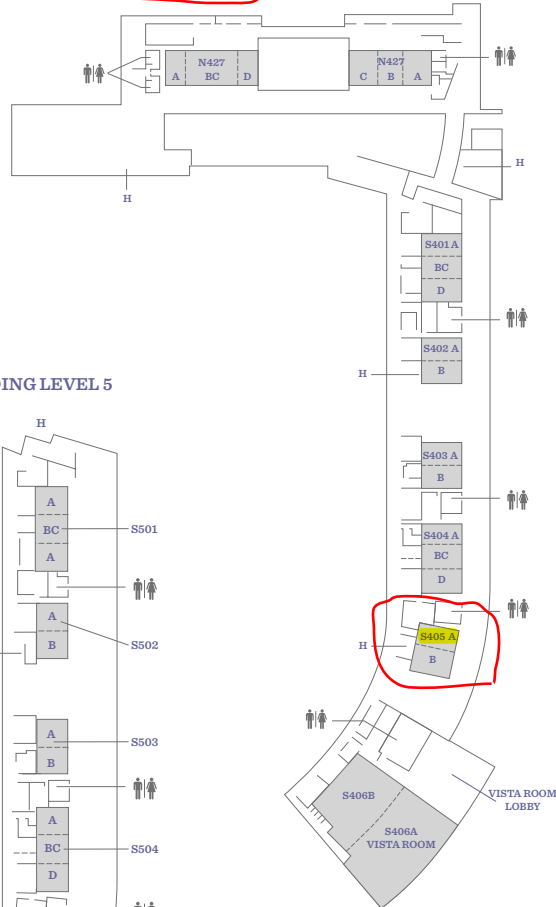 N427
A BC D
N427
C B A
H
H
S401 A
BC
D
S402 A
B
H
DING LEVEL 5
H
S403 A
B
A
BC
A
S501
S404 A
BC
D
A
B
S502
S405 A
B
H
A
B
S503
S406B
S406A
VISTA ROOM
VISTA ROOM
LOBBY
A
BC
D
S504